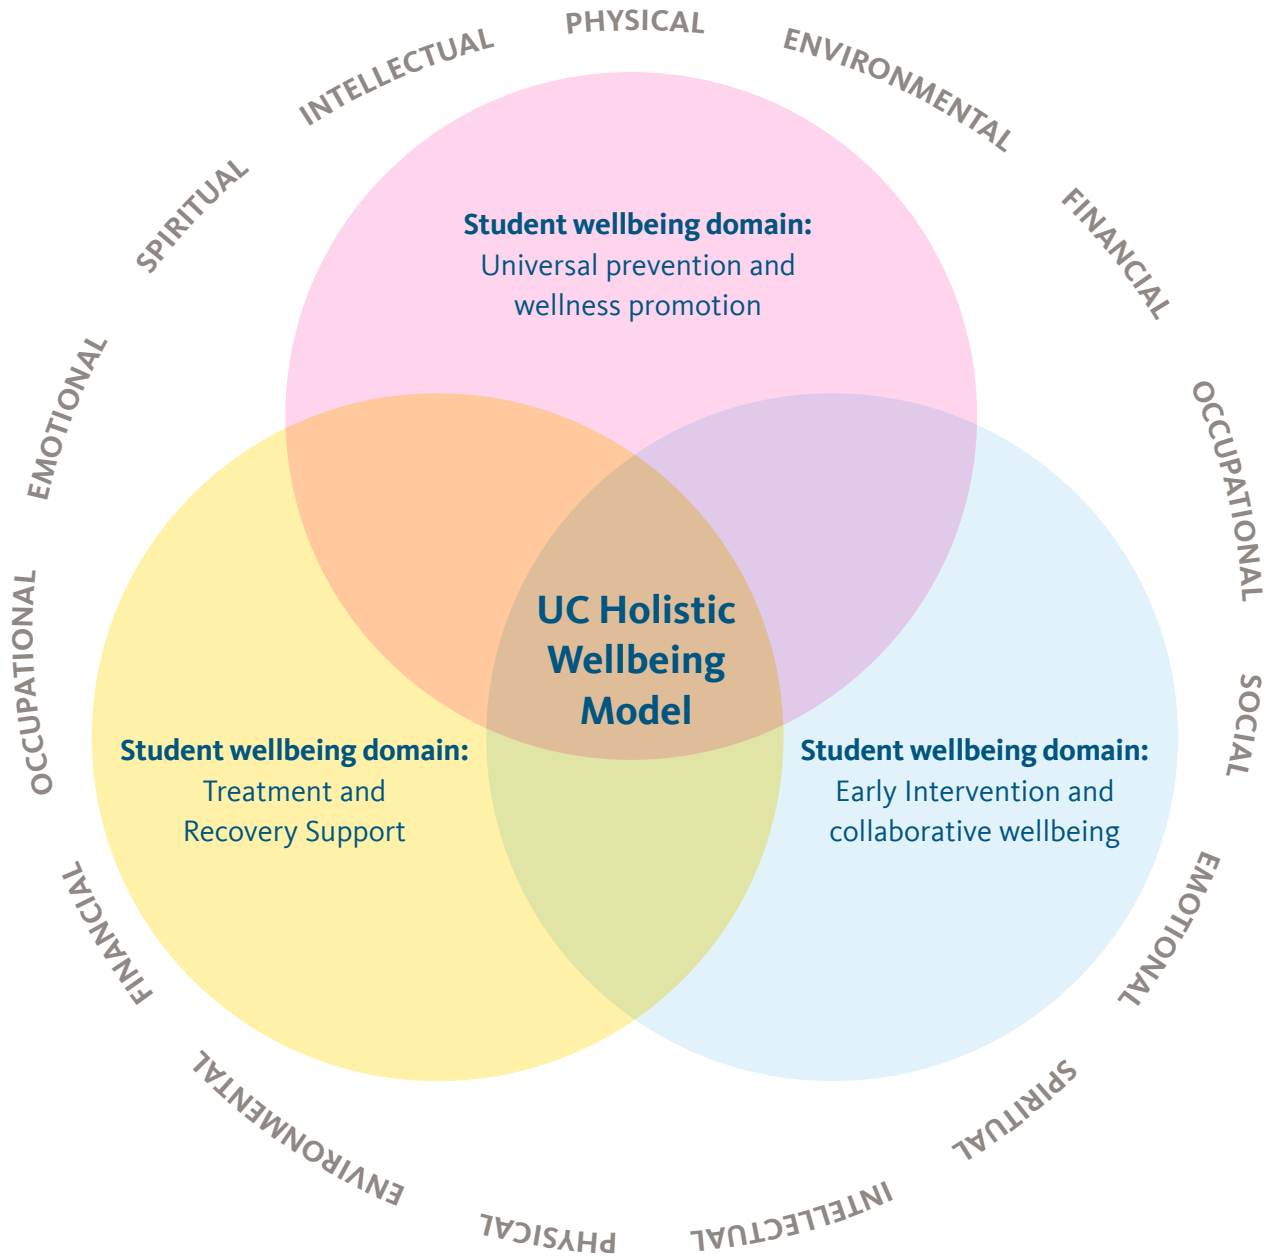 PHYSICAL
ENVIRONMENTAL
FINANCIAL
OCCUPATIONAL
SOCIAL
EMOTIONAL
SPIRITUAL
INTELLECTUAL
PHYSICAL
ENVIRONMENTAL
FINANCIAL
OCCUPATIONAL
EMOTIONAL
SPIRITUAL
INTELLECTUAL
Student wellbeing domain:
Universal prevention and
wellness promotion
UC Holistic
Wellbeing
Model
Student wellbeing domain:
Treatment and
Recovery Support
Student wellbeing domain:
Early Intervention and
collaborative wellbeing